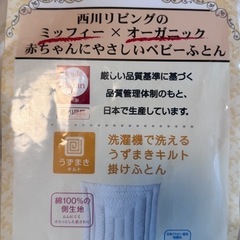 西川リビングの
ミッフィー × オーガニック
赤ちゃんにやさしいベビーふとん
厳しい品質基準に基づく
品質管理体制のもと、
日本で生産しています。
うずまき
キルト
洗濯機で洗える
うずまきキルト
掛けふとん
綿100%の
側生地